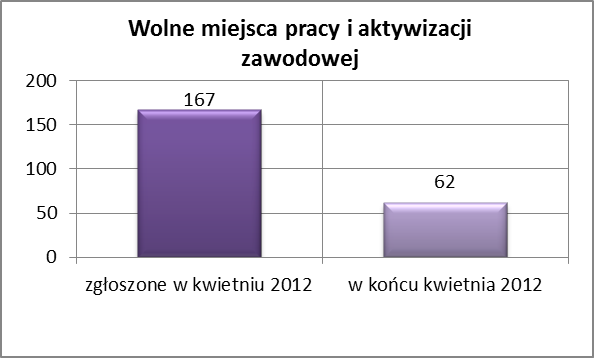 Wolne miejsca pracy i aktywizacji
zawodowej
200
150
100
50
0
167
62
zgłoszone w kwietniu 2012
w końcu kwietnia 2012